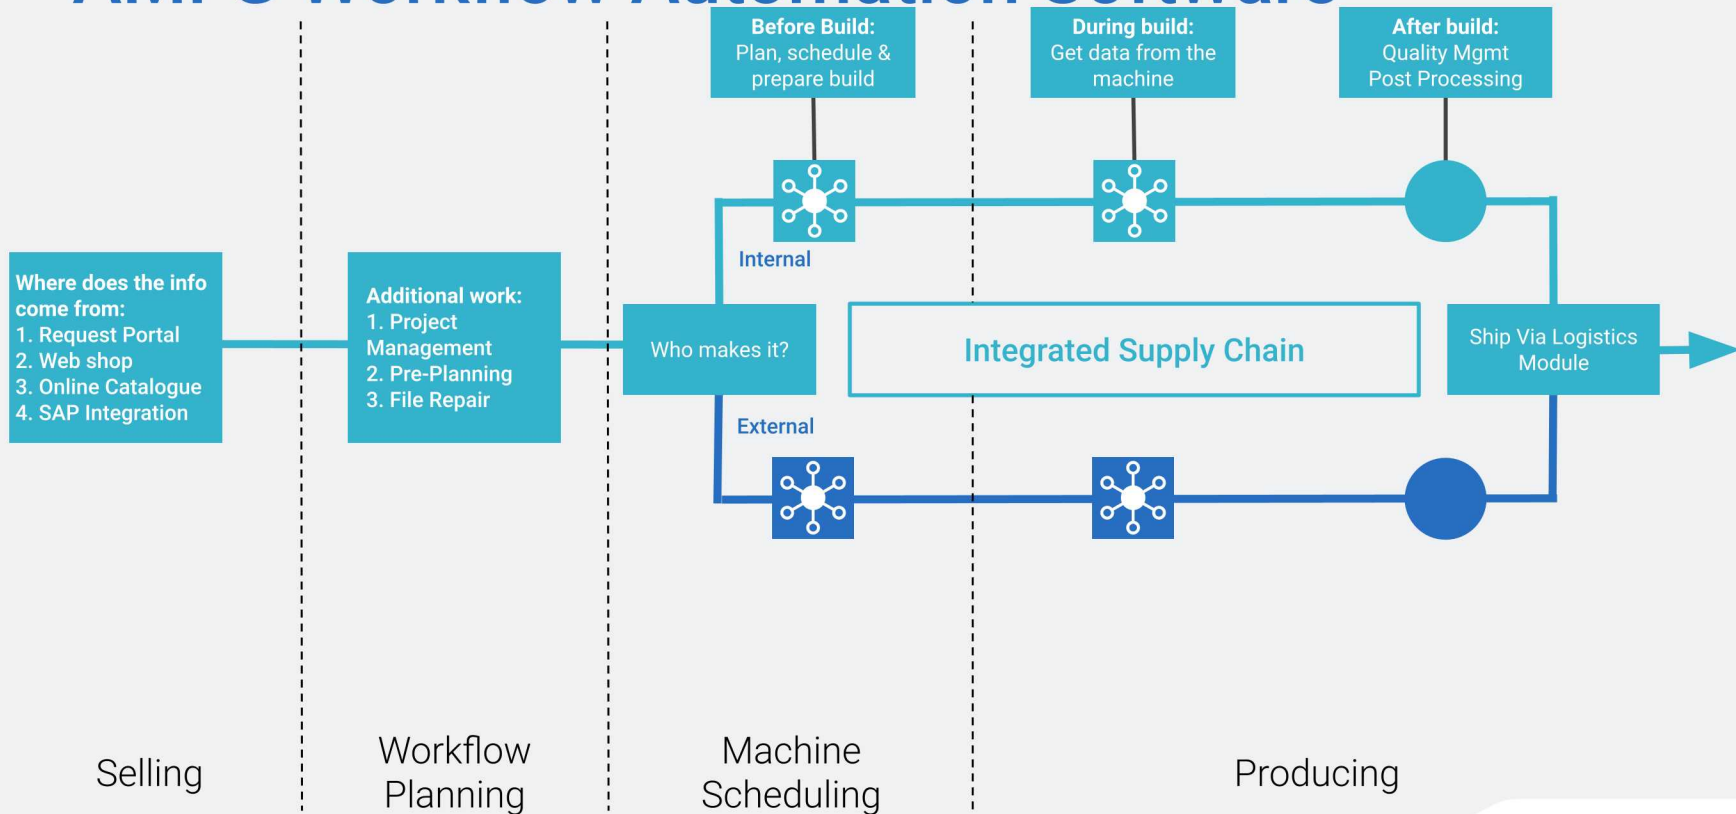 Workflow Automation Software
Before Build:
Plan, schedule &
prepare build
During build:
Get data from the
machine
After build:
Quality Mgmt
Post Processing
Internal
Where does the info
come from:
1. Request Portal
2. Web shop
3. Online Catalogue
4. SAP Integration
Additional work:
1. Project
Management
2. Pre-Planning
3. File Repair
Who makes it?
Integrated Supply Chain
Ship Via Logistics
Module
External
Selling
Workflow
Planning
Machine
Scheduling
Producing